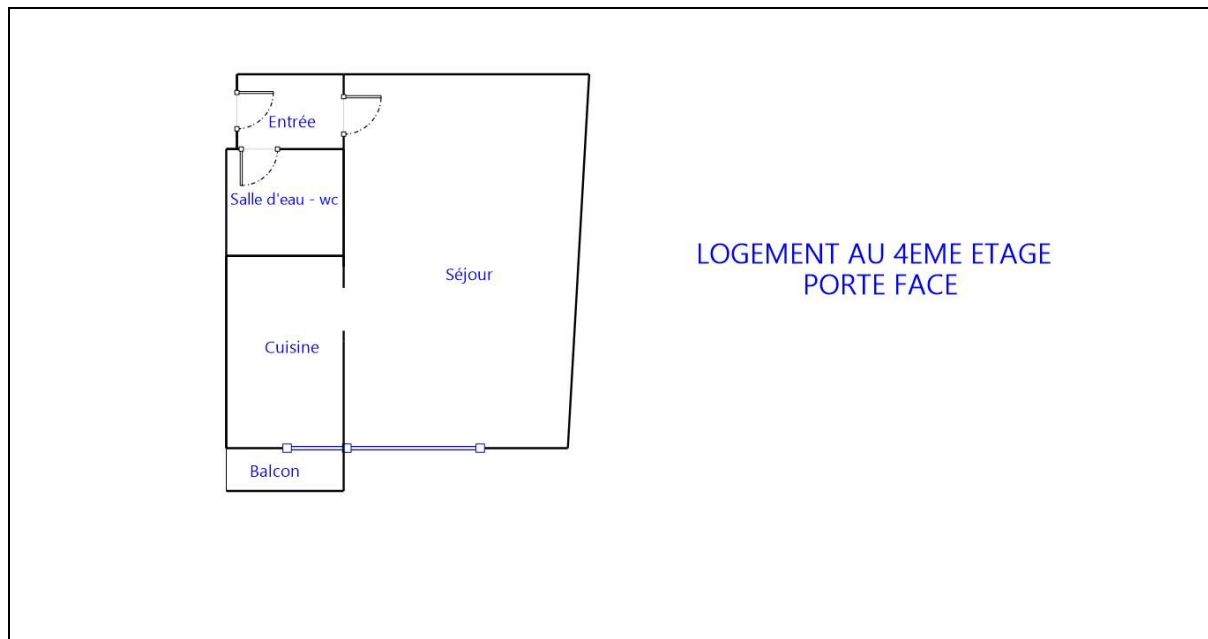 Entrée
Salle d'eau - wc
Séjour
Cuisine
Balcon
LOGEMENT AU 4EME ETAGE
PORTE FACE